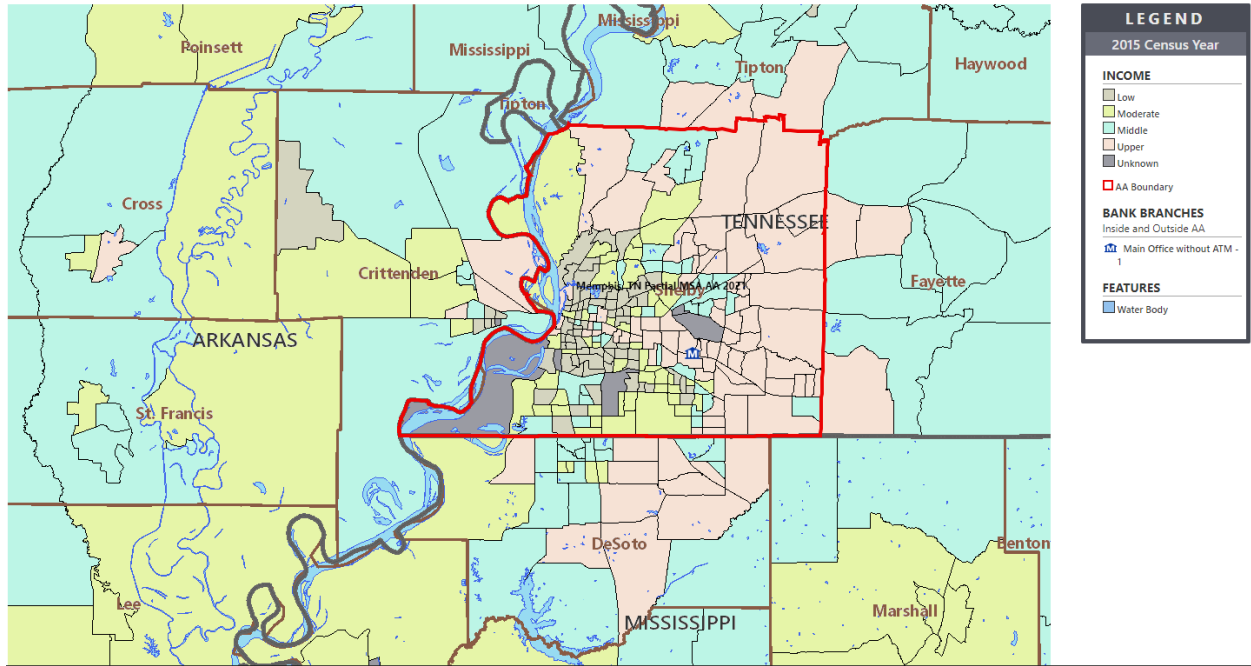 Mississippi
Poinsett
Mississippi
Tipton
Haywood
Tipton
Cross
TENNESSEE
Crittenden
Memphis, TN Partial MSA AA 2021
Shelby
Fayette
ARKANSAS
M
St. Francis
DeSoto
Benton
Lee
Marshall
MISSISSIPPI
LEGEND
2015 Census Year
INCOME
Low
Moderate
Middle
Upper
Unknown
AA Boundary
BANK BRANCHES
Inside and Outside AA
M Main Office without ATM -
1
FEATURES
Water Body